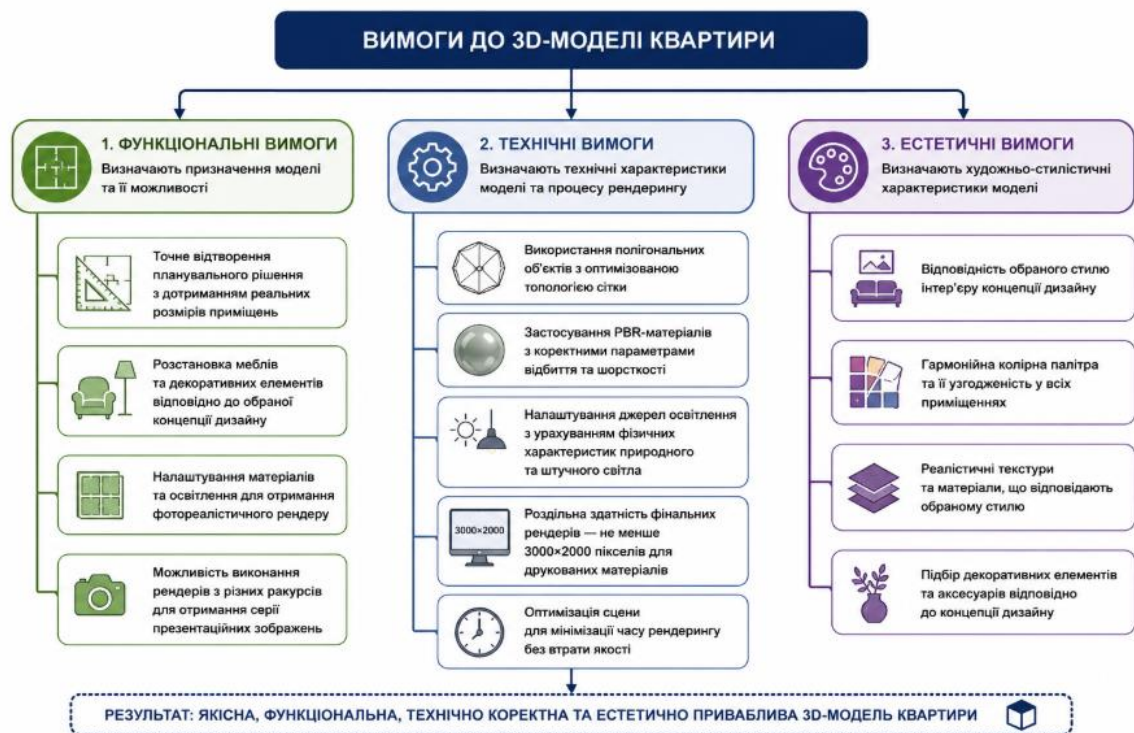 ВИМОГИ ДО 3D-МОДЕЛІ КВАРТИРИ
1. ФУНКЦІОНАЛЬНІ ВИМОГИ
Визначають призначення моделі
та її можливості
Точне відтворення
планувального рішення
з дотриманням реальних
розмірів приміщень
Розстановка меблів
та декоративних елементів
відповідно до обраної
концепції дизайну
Налаштування матеріалів
та освітлення для отримання
фотореалістичного рендеру
Можливість виконання
рендерів з різних ракурсів
для отримання серії
презентаційних зображень
2. ТЕХНІЧНІ ВИМОГИ
Визначають технічні характеристики
моделі та процесу рендерингу
Використання полігональних
об'єктів з оптимізованою
топологією сітки
Застосування PBR-матеріалів
з коректними параметрами
відбиття та шорсткості
Налаштування джерел освітлення
з урахуванням фізичних
характеристик природного
та штучного світла
3000×2000
Роздільна здатність фінальних
рендерів — не менше
3000×2000 пікселів для
друкованих матеріалів
Оптимізація сцени
для мінімізації часу рендерингу
без втрати якості
3. ЕСТЕТИЧНІ ВИМОГИ
Визначають художньо-стилістичні
характеристики моделі
Відповідність обраного стилю
інтер'єру концепції дизайну
Гармонійна колірна палітра
та її узгодженість у всіх
приміщеннях
Реалістичні текстури
та матеріали, що відповідають
обраному стилю
Підбір декоративних елементів
та аксесуарів відповідно
до концепції дизайну
РЕЗУЛЬТАТ: ЯКІСНА, ФУНКЦІОНАЛЬНА, ТЕХНІЧНО КОРЕКТНА ТА ЕСТЕТИЧНО ПРИВАБЛИВА 3D-МОДЕЛЬ КВАРТИРИ